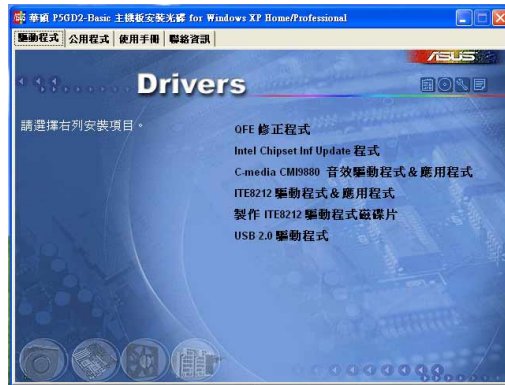 華碩 P5GD2-Basic 主機板安裝光碟 for Windows XP Home/Professional
驅動程式 公用程式 使用手冊 聯絡資訊
ASUS
Drivers
請選擇右列安裝項目。
QFE 修正程式
Intel Chipset Inf Update 程式
C-media CMI9880 音效驅動程式 & 應用程式
ITE8212 驅動程式 & 應用程式
製作 ITE8212 驅動程式磁碟片
USB 2.0 驅動程式